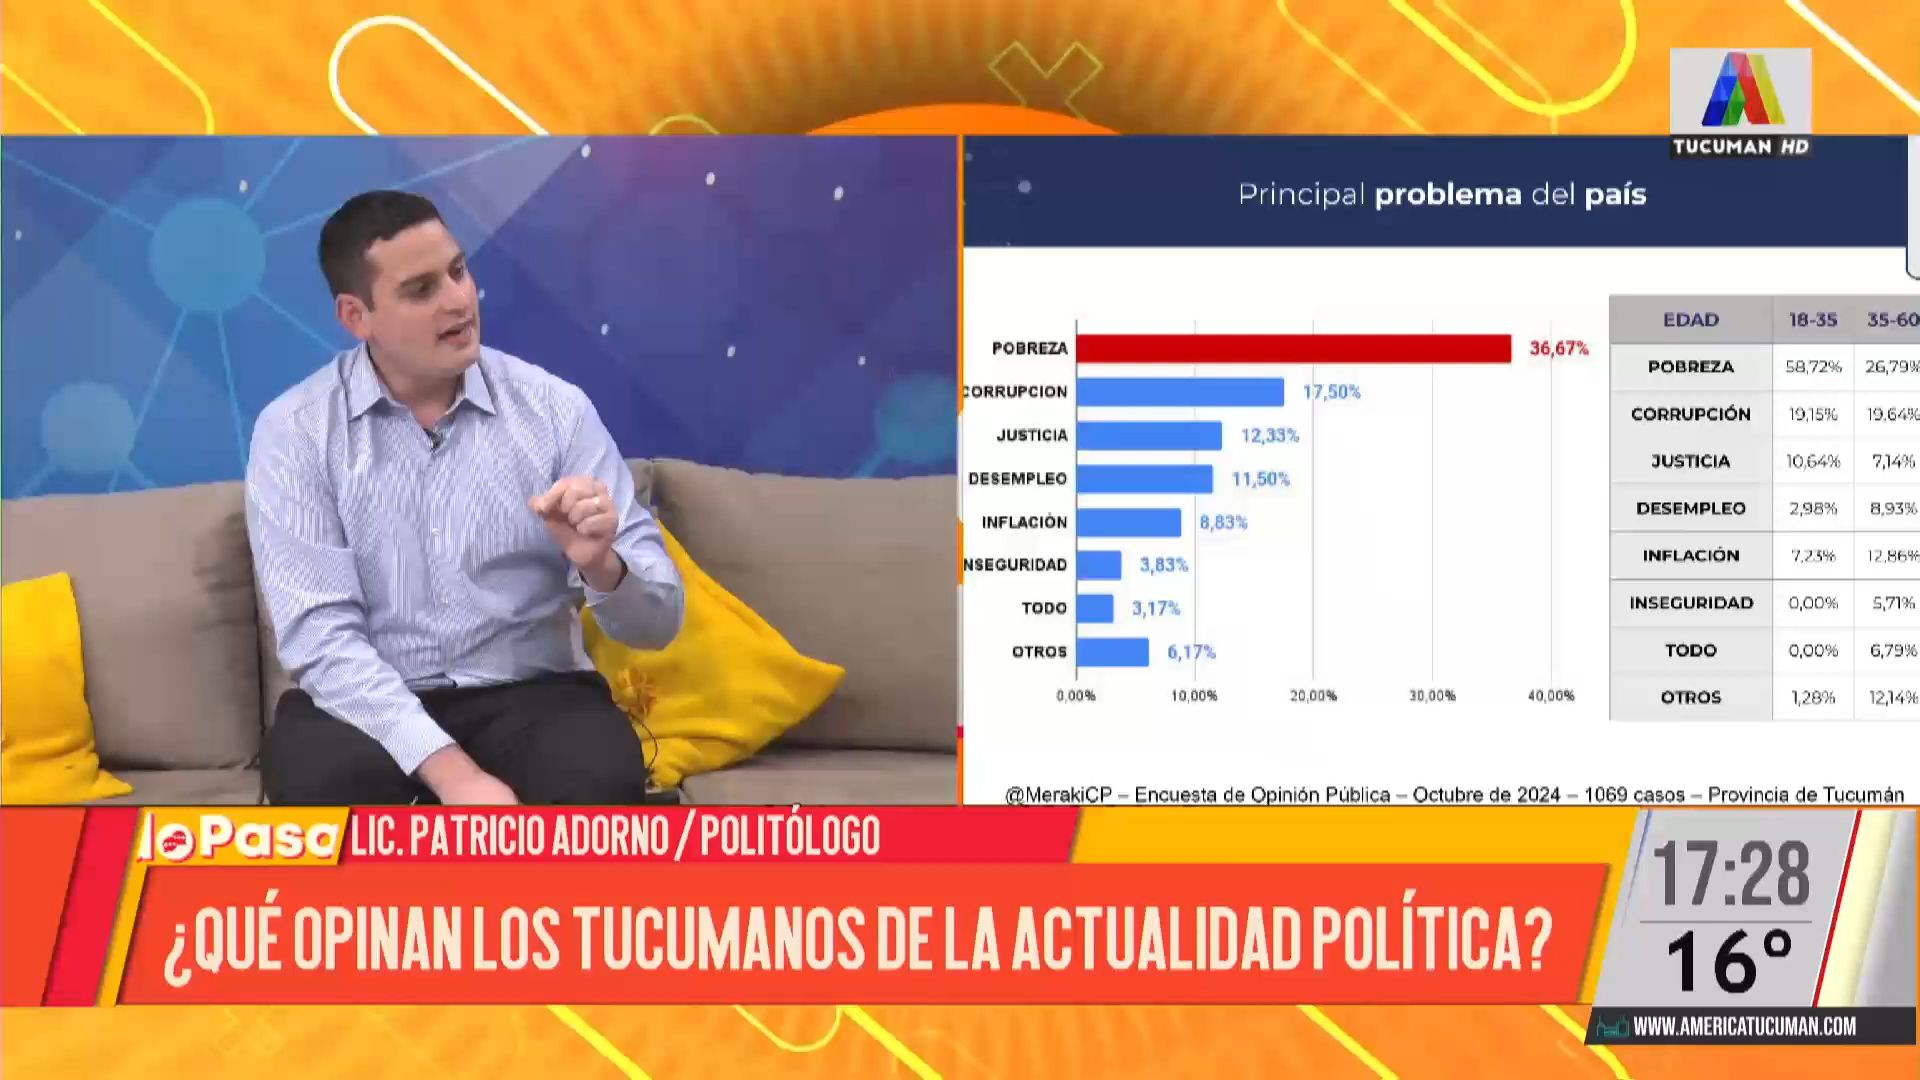 TUCUMAN HD
Principal problema del país
POBREZA 36,67%
CORRUPCION 17,50%
JUSTICIA 12,33%
DESEMPLEO 11,50%
INFLACIÓN 8,83%
NSEGURIDAD 3,83%
TODO 3,17%
OTROS 6,17%
0,00% 10,00% 20,00% 30,00% 40,00%
EDAD 18-35 35-60
POBREZA 58,72% 26,79%
CORRUPCIÓN 19,15% 19,64%
JUSTICIA 10,64% 7,14%
DESEMPLEO 2,98% 8,93%
INFLACIÓN 7,23% 12,86%
INSEGURIDAD 0,00% 5,71%
TODO 0,00% 6,79%
OTROS 1,28% 12,14%
@MerakiCP – Encuesta de Opinión Pública – Octubre de 2024 – 1069 casos – Provincia de Tucumán
lo Pasa
LIC. PATRICIO ADORNO / POLITÓLOGO
¿QUÉ OPINAN LOS TUCUMANOS DE LA ACTUALIDAD POLÍTICA?
17:28
16°
WWW.AMERICATUCUMAN.COM